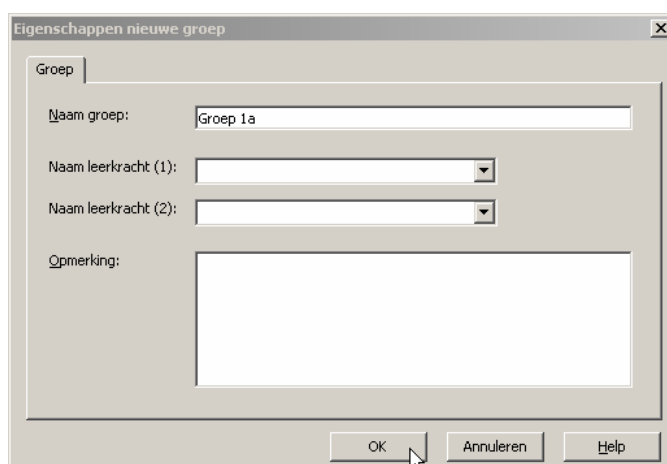 Eigenschappen nieuwe groep
Groep
Naam groep: Groep 1a
Naam leerkracht (1):
Naam leerkracht (2):
Opmerking:
OK Annuleren Help